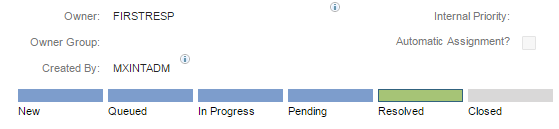 Owner: FIRSTRESP Internal Priority:
Owner Group: Automatic Assignment?
Created By: MXINTADM
New Queued In Progress Pending Resolved Closed